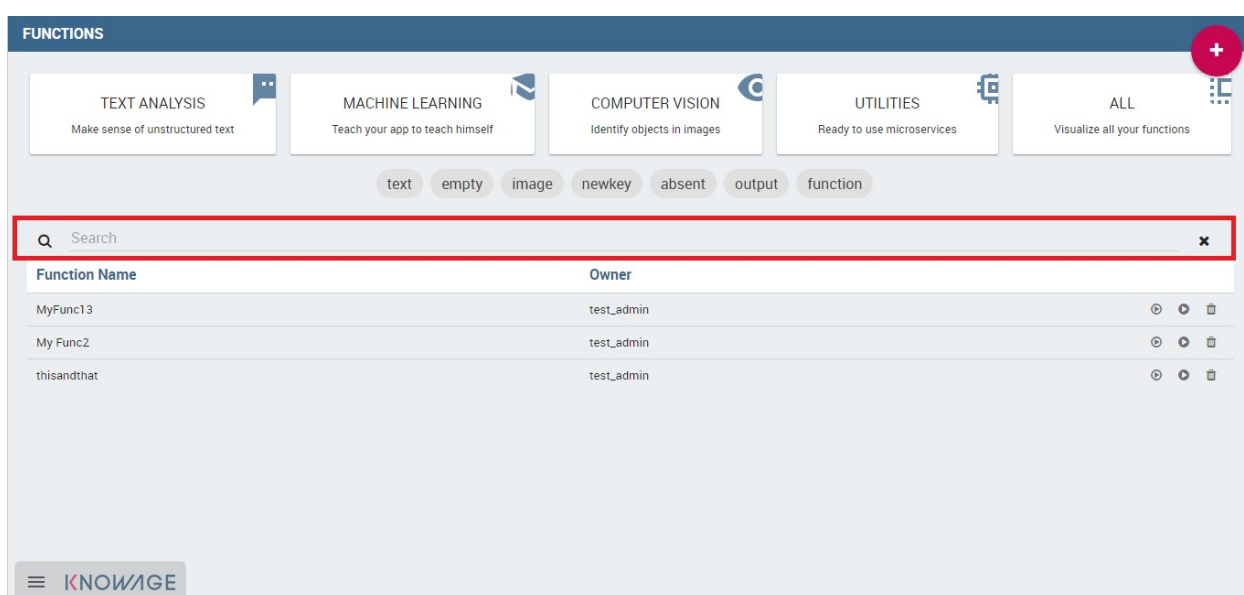 FUNCTIONS
+
TEXT ANALYSIS
Make sense of unstructured text
MACHINE LEARNING
Teach your app to teach himself
COMPUTER VISION
Identify objects in images
UTILITIES
Ready to use microservices
ALL
Visualize all your functions
text empty image newkey absent output function
Search
Function Name Owner
MyFunc13 test_admin
My Func2 test_admin
thisandthat test_admin
KNOWAGE